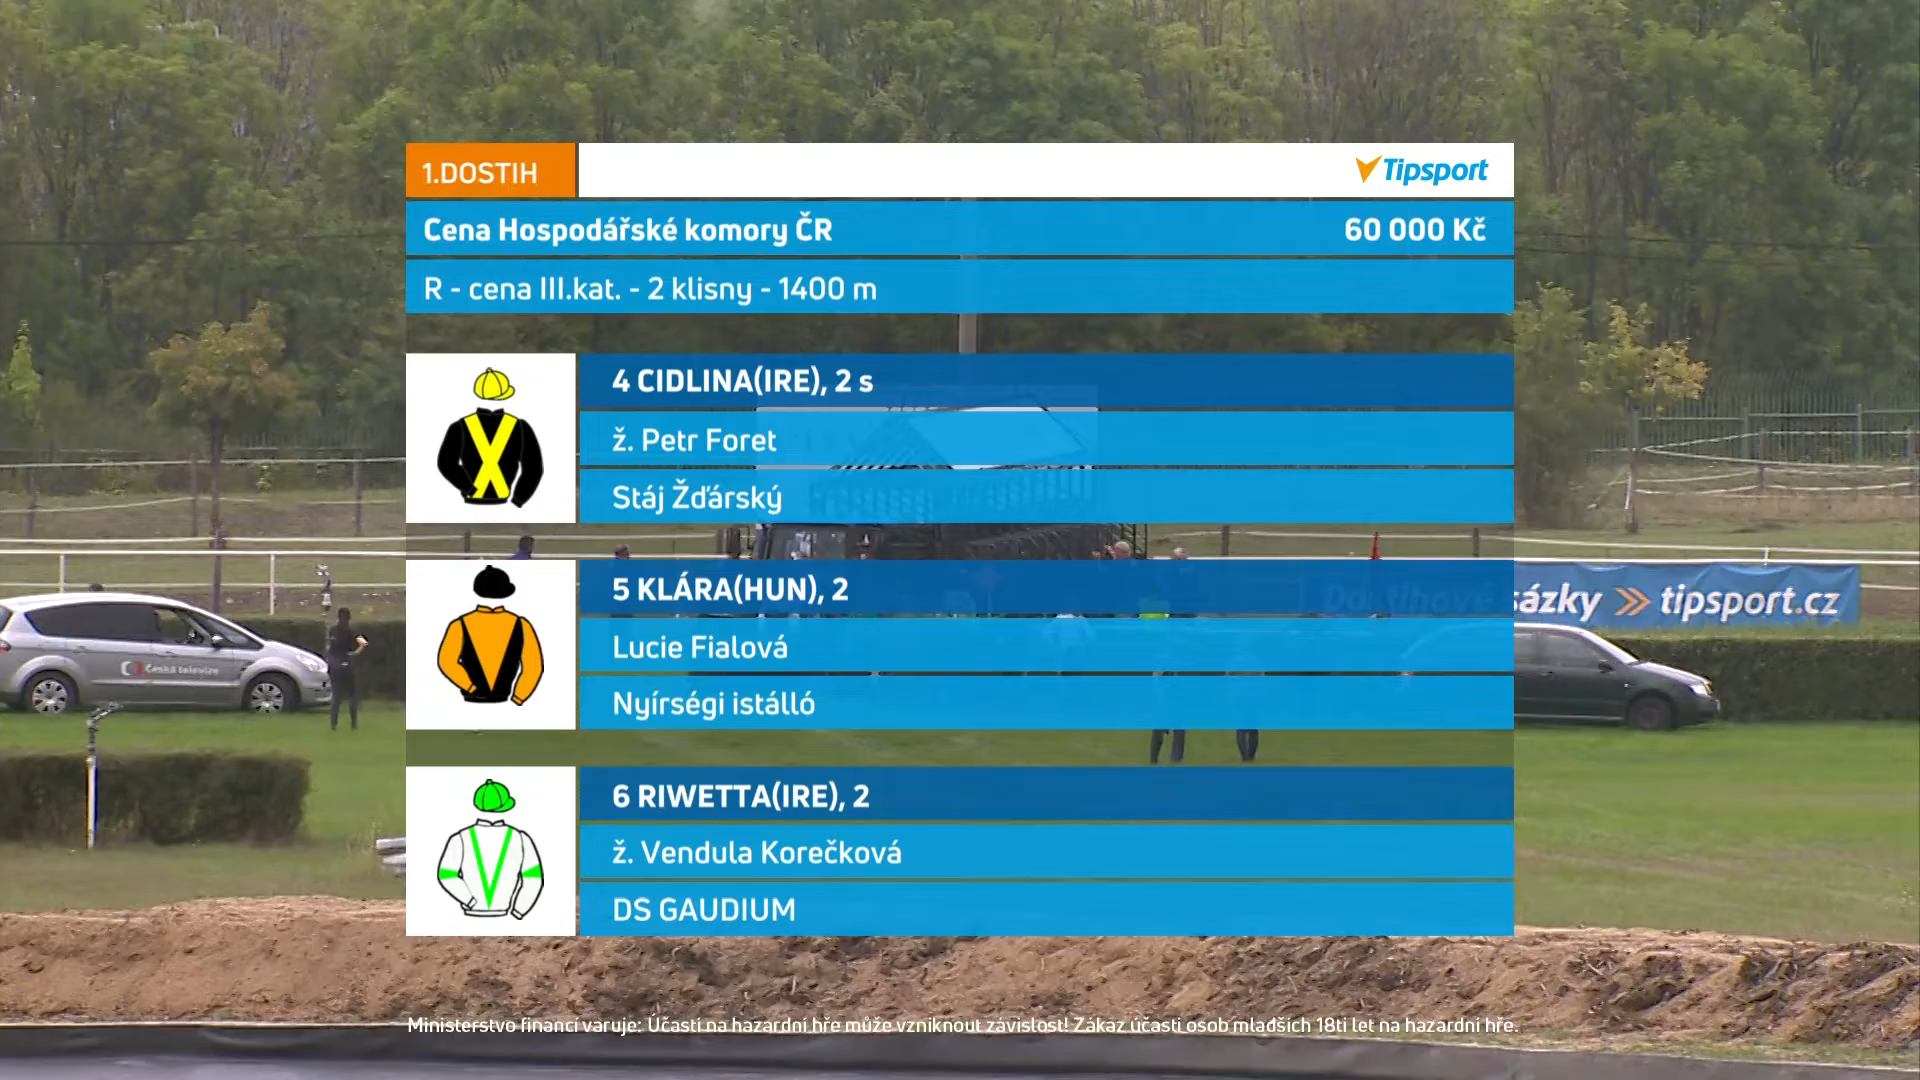 1.DOSTIH
Tipsport
Cena Hospodářské komory ČR 60 000 Kč
R - cena III.kat. - 2 klisny - 1400 m
4 CIDLINA(IRE), 2 s
ž. Petr Foret
Stáj Žďárský
5 KLÁRA(HUN), 2
Lucie Fialová
Nyírségi istálló
sázky tipsport.cz
Česká televize
6 RIWETTA(IRE), 2
ž. Vendula Korečková
DS GAUDIUM
Ministerstvo financí varuje: Účastí na hazardní hře může vzniknout závislost! Zákaz účasti osob mladších 18ti let na hazardní hře.